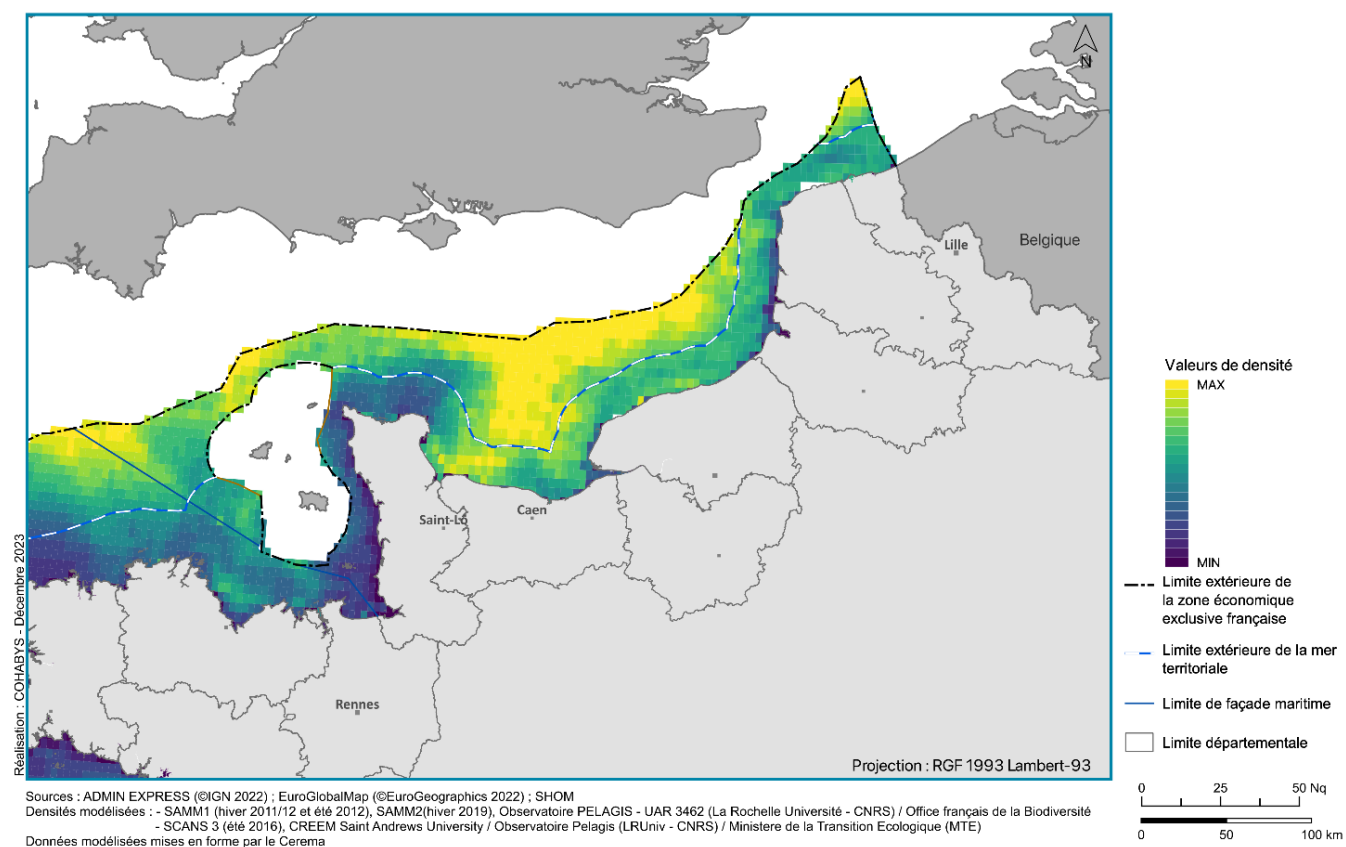 N
Lille
Belgique
Saint-Lô
Caen
Rennes
Projection : RGF 1993 Lambert-93
Réalisation : COHABYS - Décembre 2023
Valeurs de densité
MAX
MIN
Limite extérieure de
la zone économique
exclusive française
Limite extérieure de la mer
territoriale
Limite de façade maritime
Limite départementale
0 25 50 Nq
0 50 100 km
Sources : ADMIN EXPRESS (©IGN 2022) ; EuroGlobalMap (©EuroGeographics 2022) ; SHOM
Densités modélisées : - SAMM1 (hiver 2011/12 et été 2012), SAMM2(hiver 2019), Observatoire PELAGIS - UAR 3462 (La Rochelle Université - CNRS) / Office français de la Biodiversité
- SCANS 3 (été 2016), CREEM Saint Andrews University / Observatoire Pelagis (LRUniv - CNRS) / Ministere de la Transition Ecologique (MTE)
Données modélisées mises en forme par le Cerema